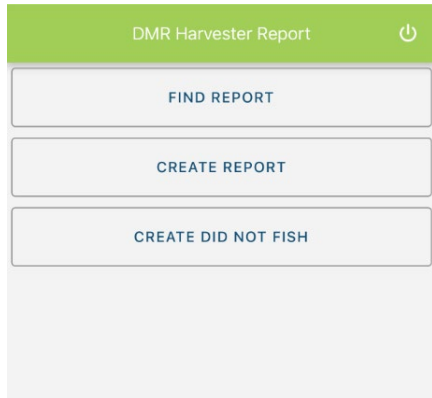 DMR Harvester Report
FIND REPORT
CREATE REPORT
CREATE DID NOT FISH